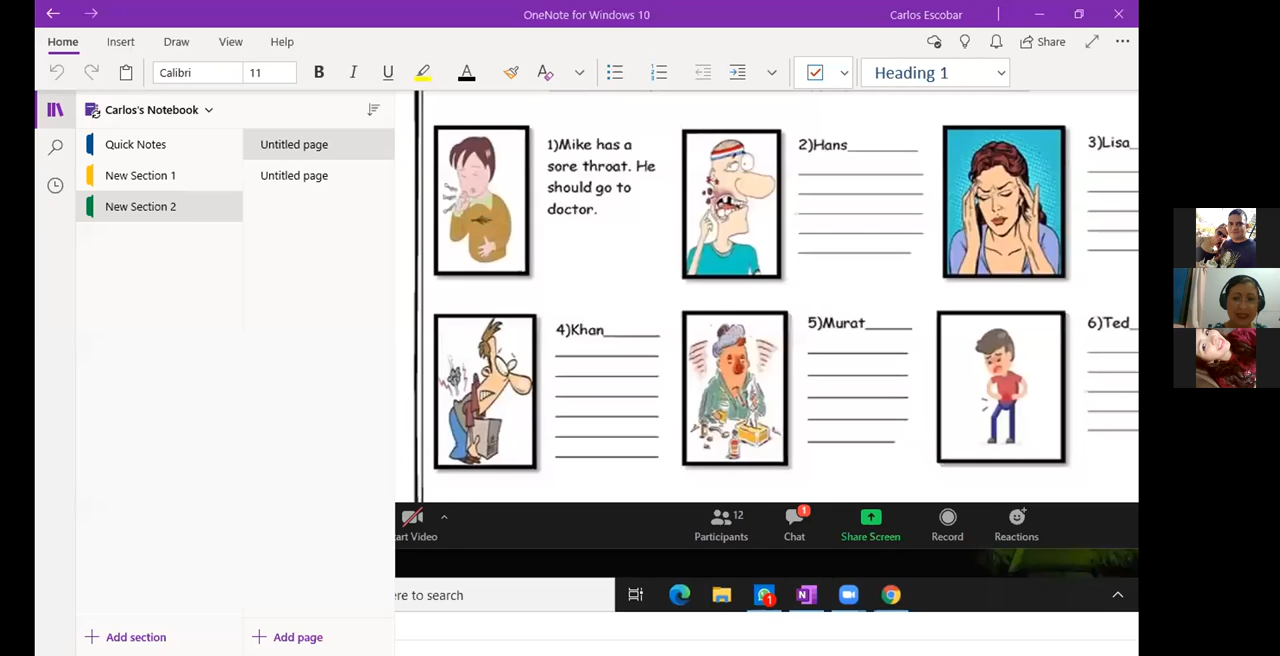 OneNote for Windows 10
Carlos Escobar
Home Insert Draw View Help
Share
Calibri 11 B I U A Heading 1
Carlos's Notebook
Quick Notes
New Section 1
New Section 2
Untitled page
Untitled page
1)Mike has a
sore throat. He
should go to
doctor.
2)Hans
3)Lisa
4)Khan
5)Murat
6)Ted
art Video
12
Participants
1
Chat
Share Screen
Record
Reactions
ere to search
1
Add section
Add page